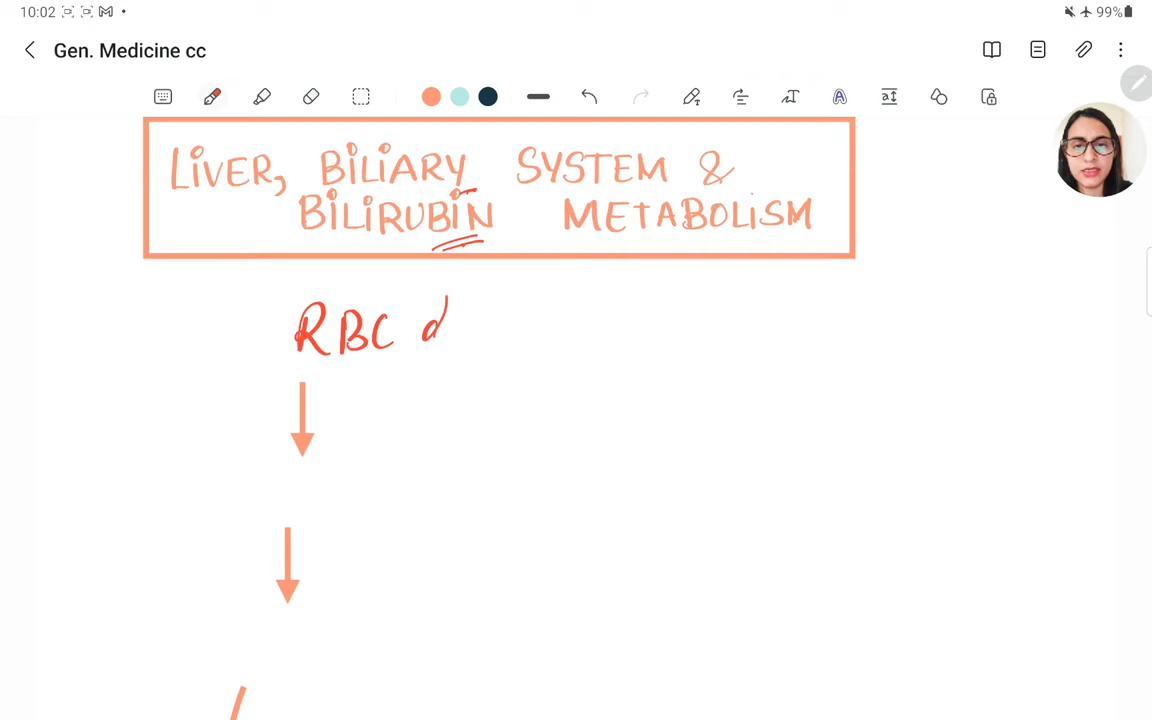 10:02
99%
Gen. Medicine cc
LiVER, BiLiARY SYSTEM &
BiLiRUBiN METABOLiSM
RBC d